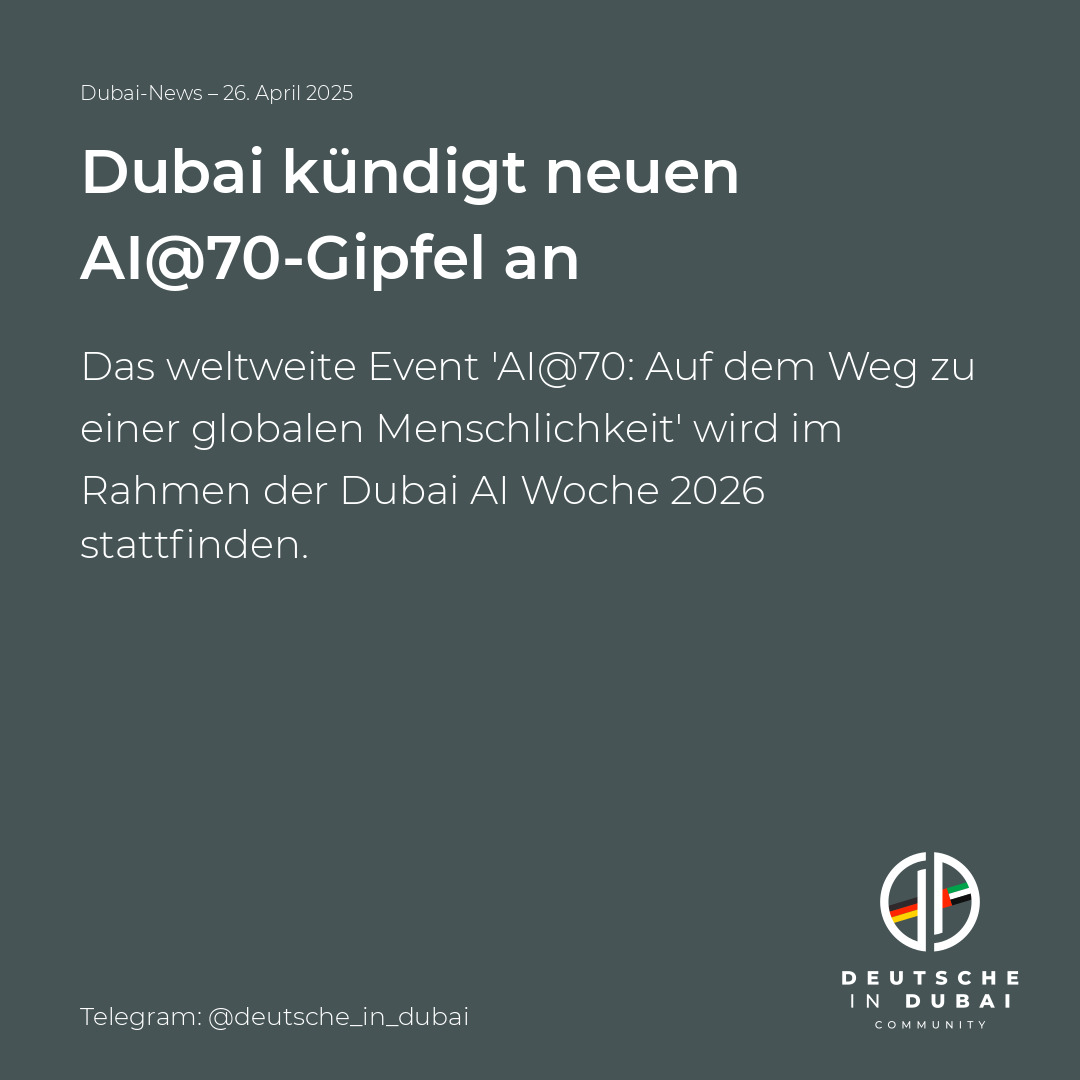 Dubai-News – 26. April 2025
Dubai kündigt neuen
AI@70-Gipfel an
Das weltweite Event 'AI@70: Auf dem Weg zu
einer globalen Menschlichkeit' wird im
Rahmen der Dubai AI Woche 2026
stattfinden.
DEUTSCHE
IN DUBAI
COMMUNITY
Telegram: @deutsche_in_dubai